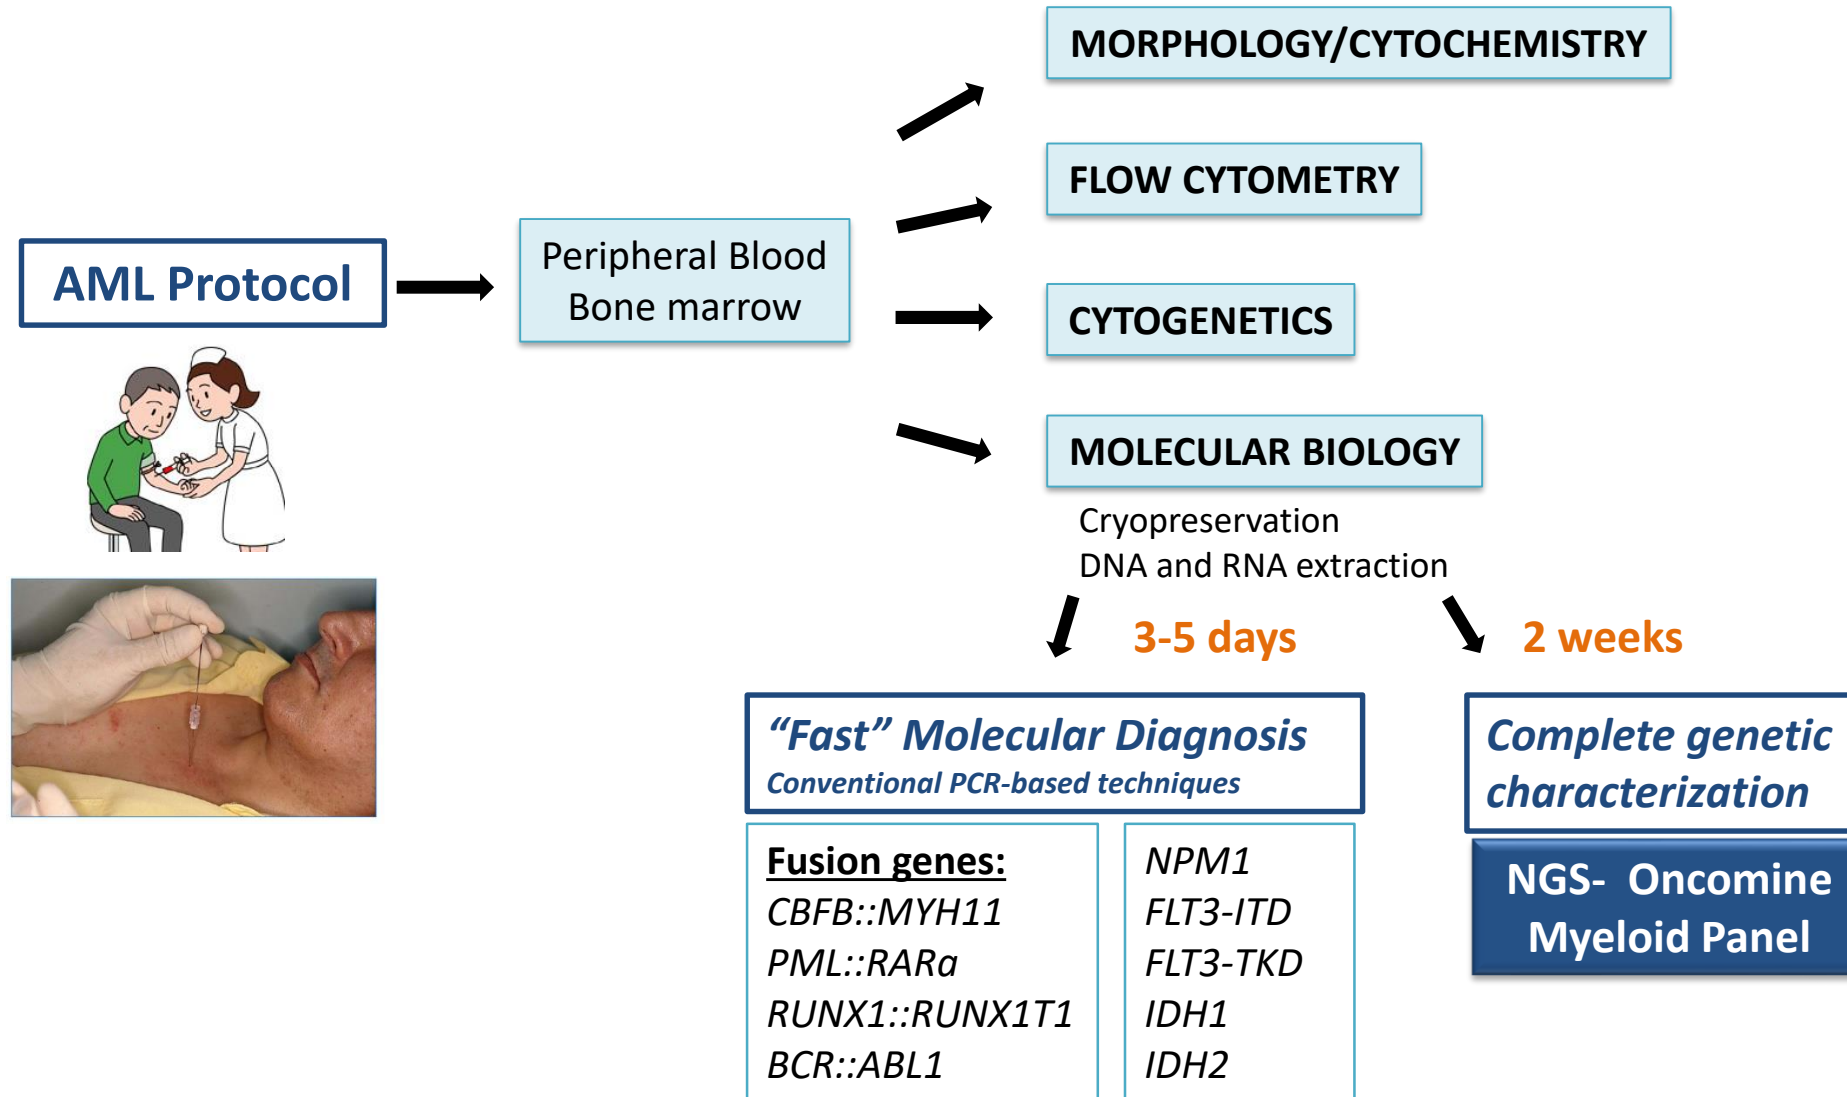 AML Protocol
Peripheral Blood
Bone marrow
MORPHOLOGY/CYTOCHEMISTRY
FLOW CYTOMETRY
CYTOGENETICS
MOLECULAR BIOLOGY
Cryopreservation
DNA and RNA extraction
3-5 days
2 weeks
“Fast” Molecular Diagnosis
Conventional PCR-based techniques
Fusion genes:
CBFB::MYH11
PML::RARα
RUNX1::RUNX1T1
BCR::ABL1
NPM1
FLT3-ITD
FLT3-TKD
IDH1
IDH2
Complete genetic
characterization
NGS- Oncomine
Myeloid Panel